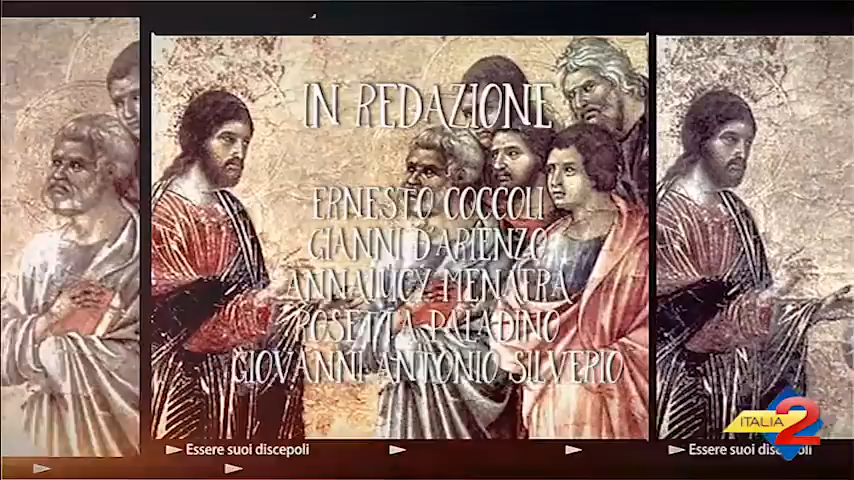 IN REDAZIONE
ERNESTO COCCOLI
GIANNI D'ARIENZO
ANNALUCY MENAFRA
ROSETTA PALADINO
GIOVANNI ANTONIO SILVERIO
Essere suoi discepoli
Essere suoi discepoli
ITALIA 2